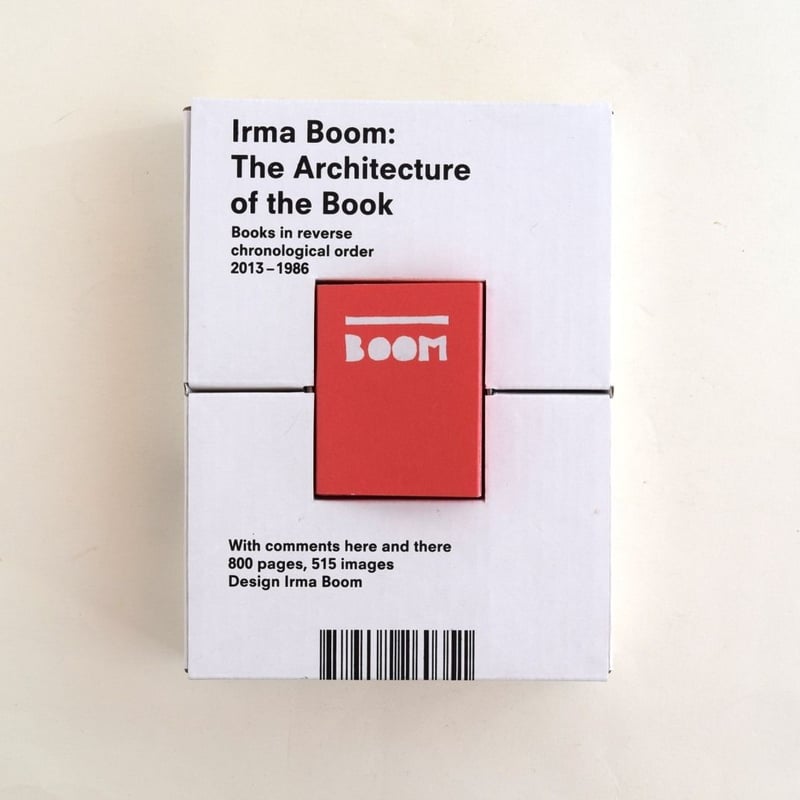 Irma Boom:
The Architecture
of the Book
Books in reverse
chronological order
2013–1986
BOOM
With comments here and there
800 pages, 515 images
Design Irma Boom